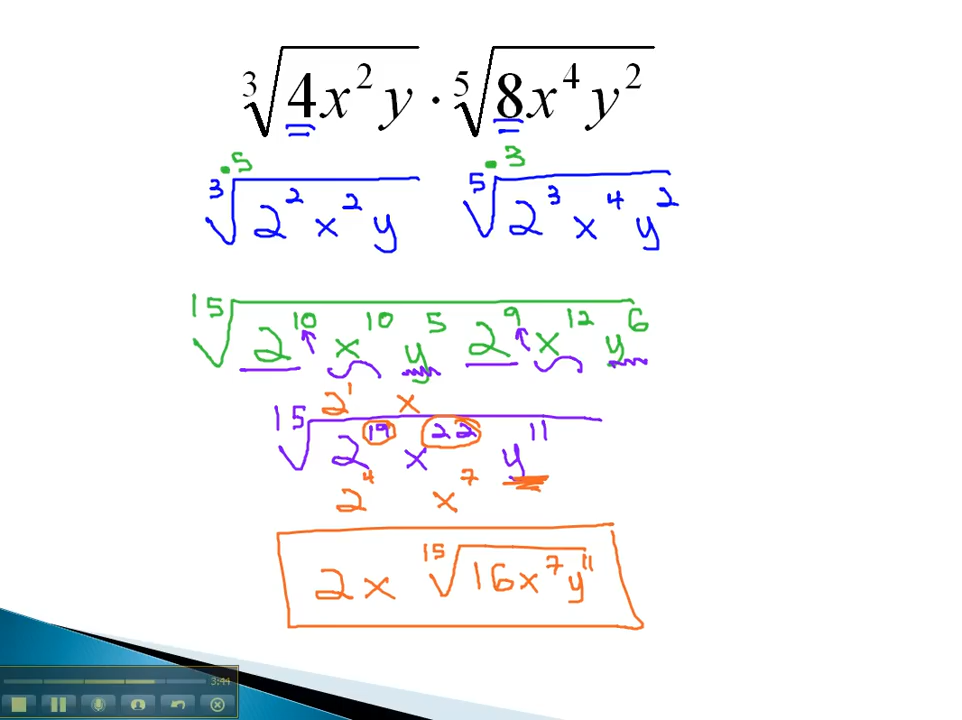 ∛4x²y · ⁵√8x⁴y²
·5 ·3
∛2²x²y ⁵√2³x⁴y²
¹⁵√2¹⁰x¹⁰y⁵ 2⁹x¹²y⁶
2¹ x
¹⁵√2¹⁹x²²y¹¹
2⁴ x⁷
2x ¹⁵√16x⁷y¹¹
3:44